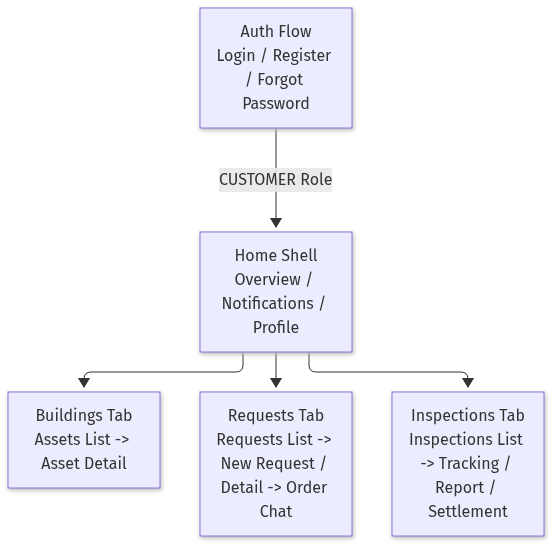 Auth Flow
Login / Register
/ Forgot
Password
CUSTOMER Role
Home Shell
Overview /
Notifications /
Profile
Buildings Tab
Assets List ->
Asset Detail
Requests Tab
Requests List ->
New Request /
Detail -> Order
Chat
Inspections Tab
Inspections List
-> Tracking /
Report /
Settlement